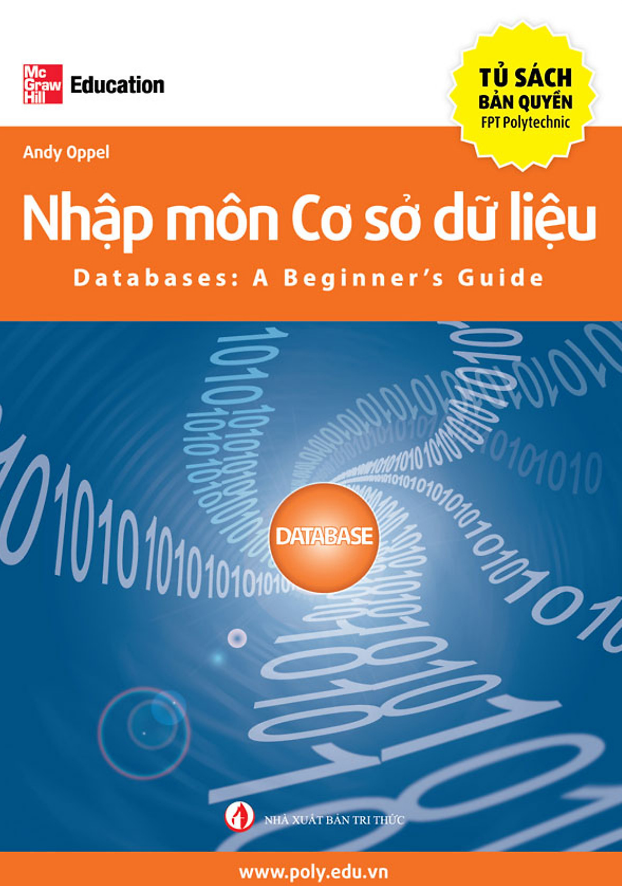 Mc
Graw
Hill
Education
TỦ SÁCH
BẢN QUYỀN
FPT Polytechnic
Andy Oppel
Nhập môn Cơ sở dữ liệu
Databases: A Beginner's Guide
DATABASE
NHÀ XUẤT BẢN TRI THỨC
www.poly.edu.vn